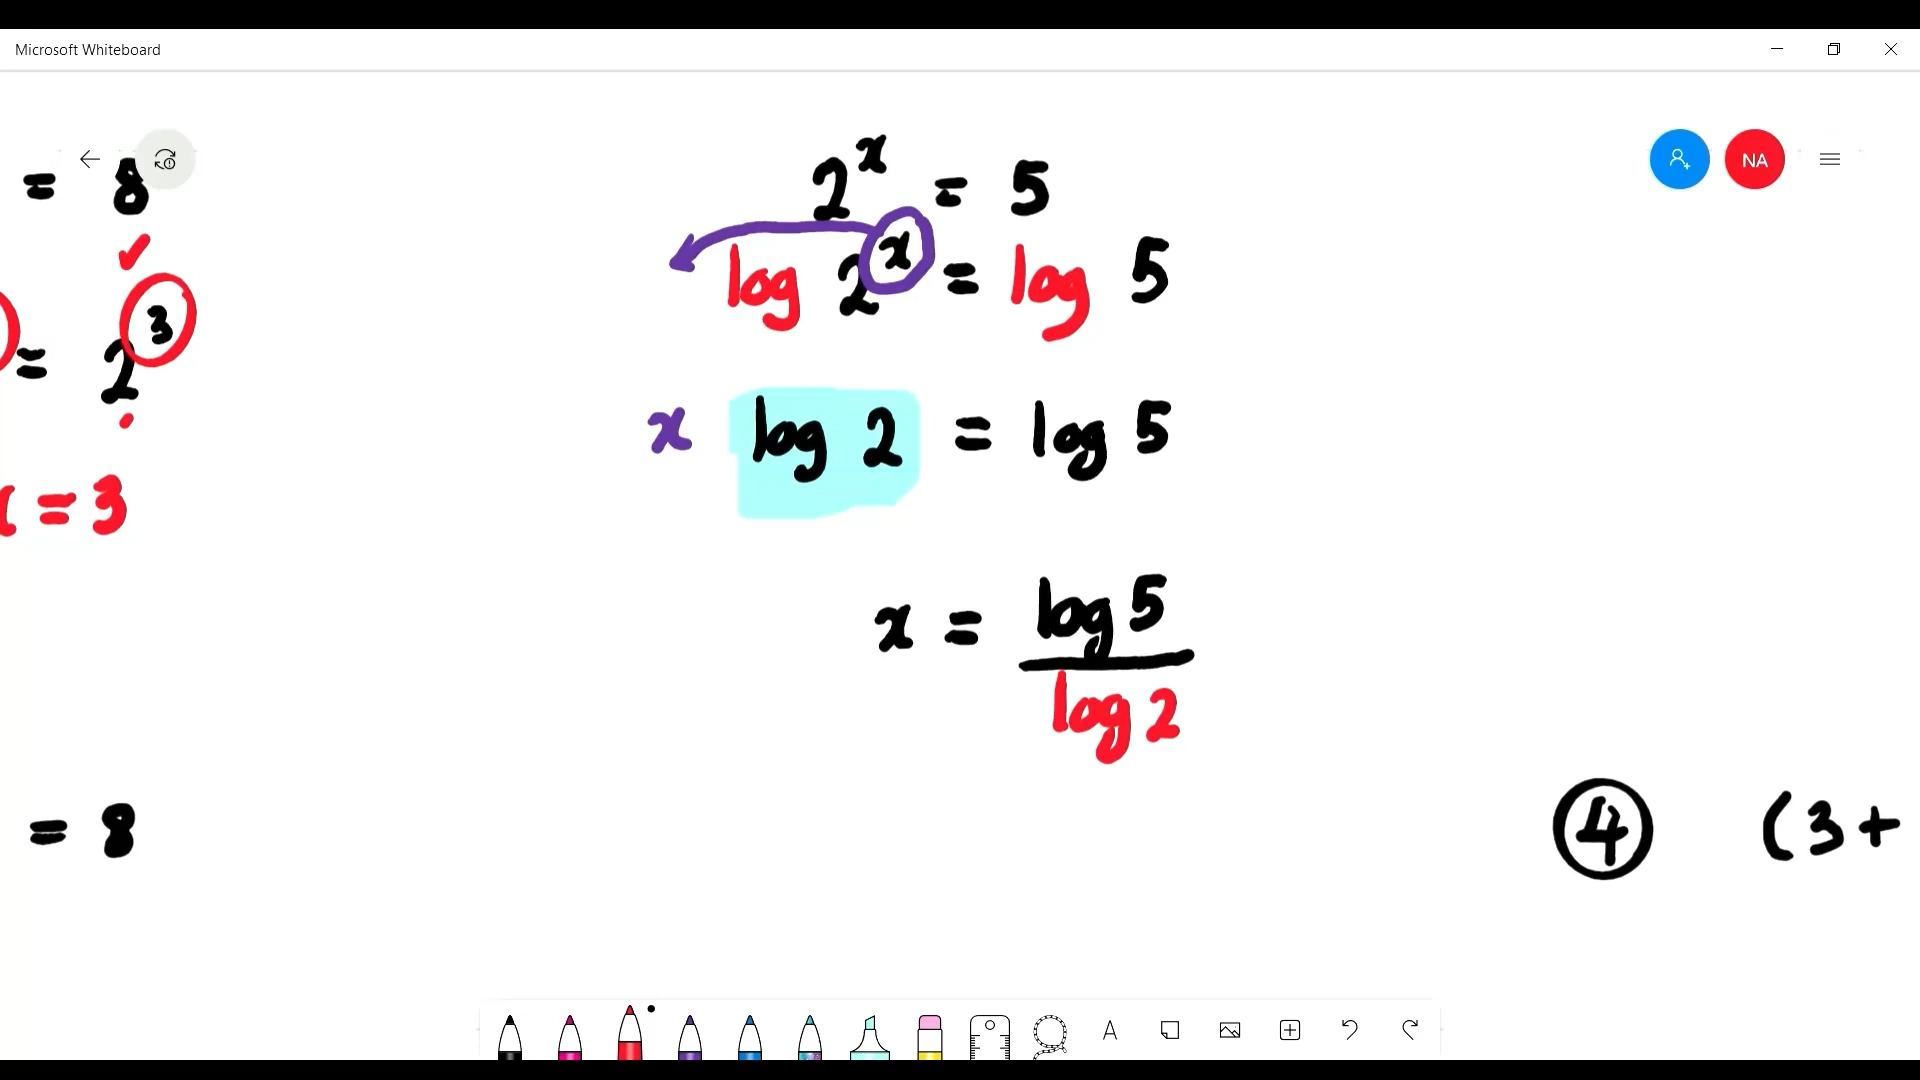 Microsoft Whiteboard
= 8
= 2^3
x = 3
= 8
2^x = 5
log 2^x = log 5
x log 2 = log 5
x = log 5 / log 2
NA
④ (3+
A